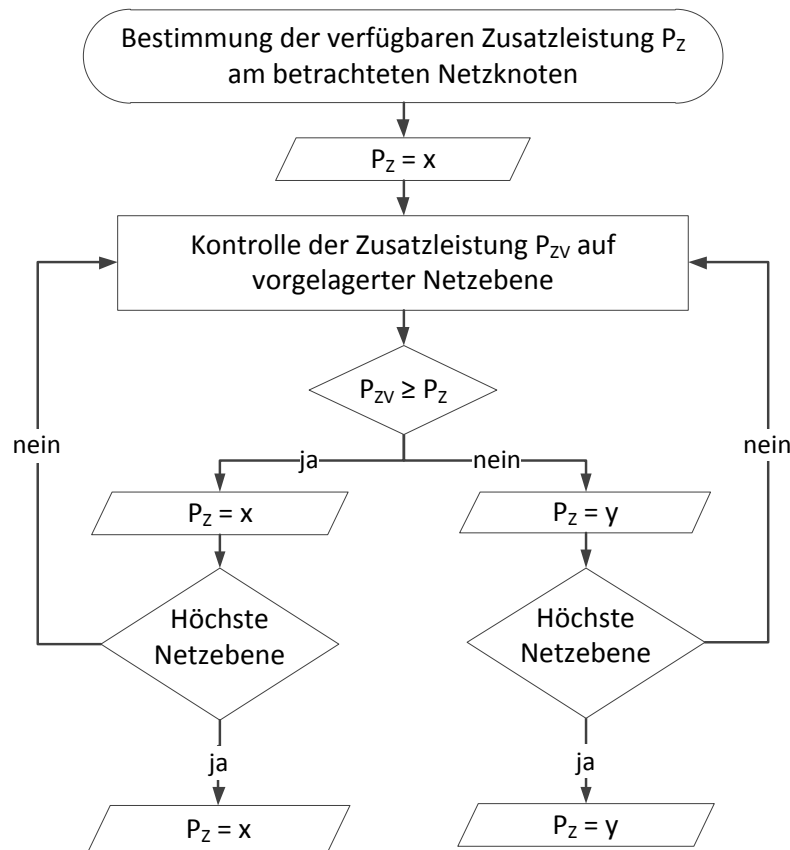 Bestimmung der verfügbaren Zusatzleistung P_Z
am betrachteten Netzknoten
P_Z = x
Kontrolle der Zusatzleistung P_ZV auf
vorgelagerter Netzebene
P_ZV ≥ P_Z
nein
ja
nein
nein
P_Z = x
P_Z = y
Höchste
Netzebene
Höchste
Netzebene
ja
ja
P_Z = x
P_Z = y